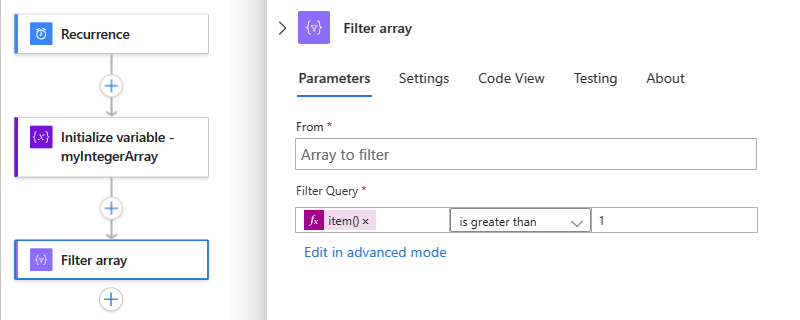 Recurrence
Initialize variable -
myIntegerArray
Filter array
Filter array
Parameters
Settings
Code View
Testing
About
From *
Array to filter
Filter Query *
fx item() × is greater than 1
Edit in advanced mode